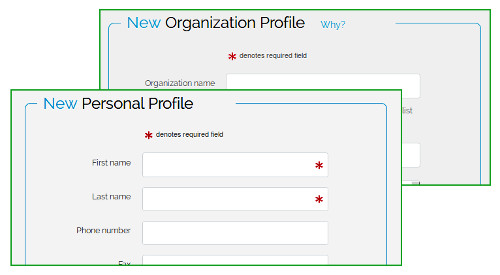 New Organization Profile Why?
* denotes required field
Organization name
list
New Personal Profile
* denotes required field
First name *
Last name *
Phone number
Fax